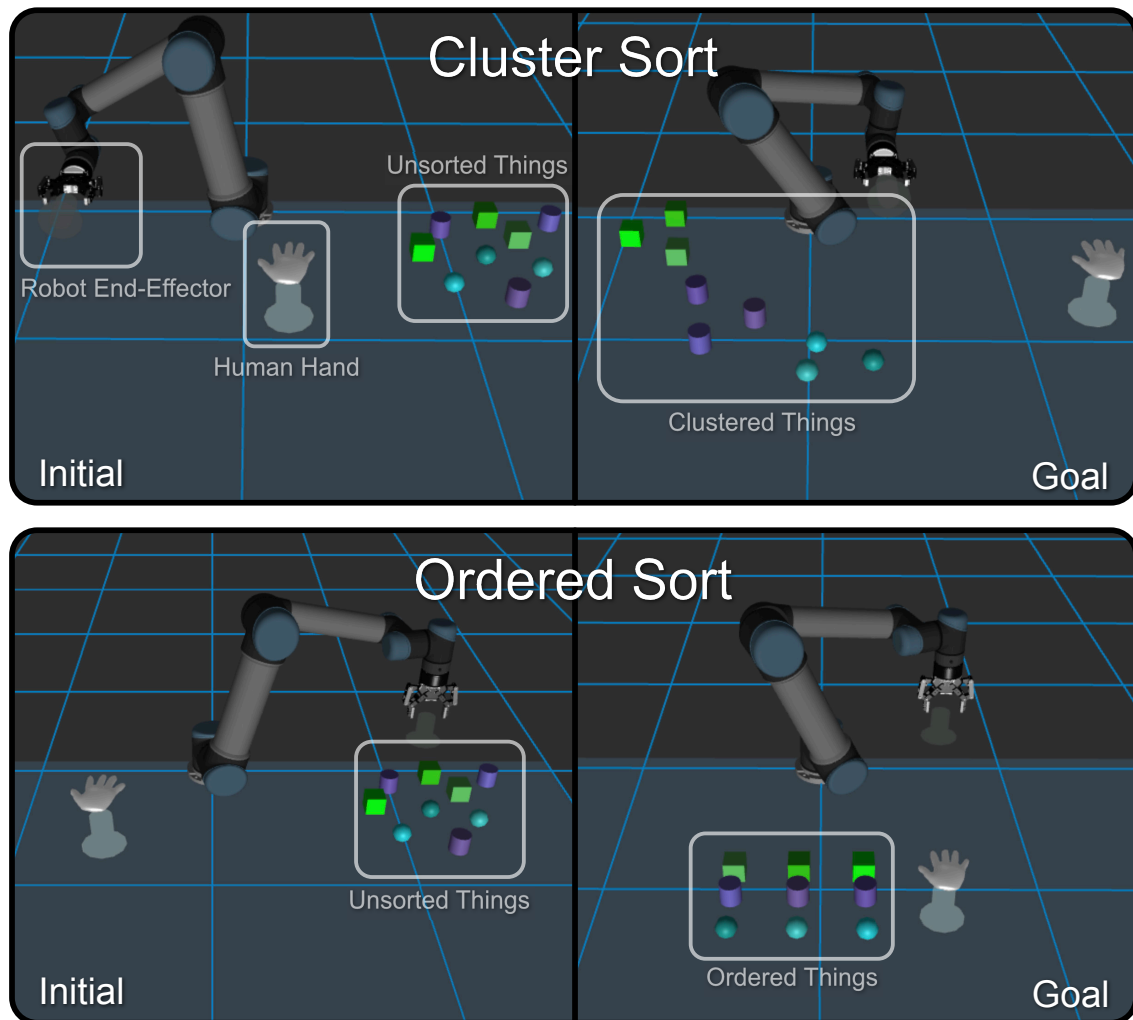 Cluster Sort
Unsorted Things
Robot End-Effector
Human Hand
Clustered Things
Initial
Goal
Ordered Sort
Unsorted Things
Ordered Things
Initial
Goal